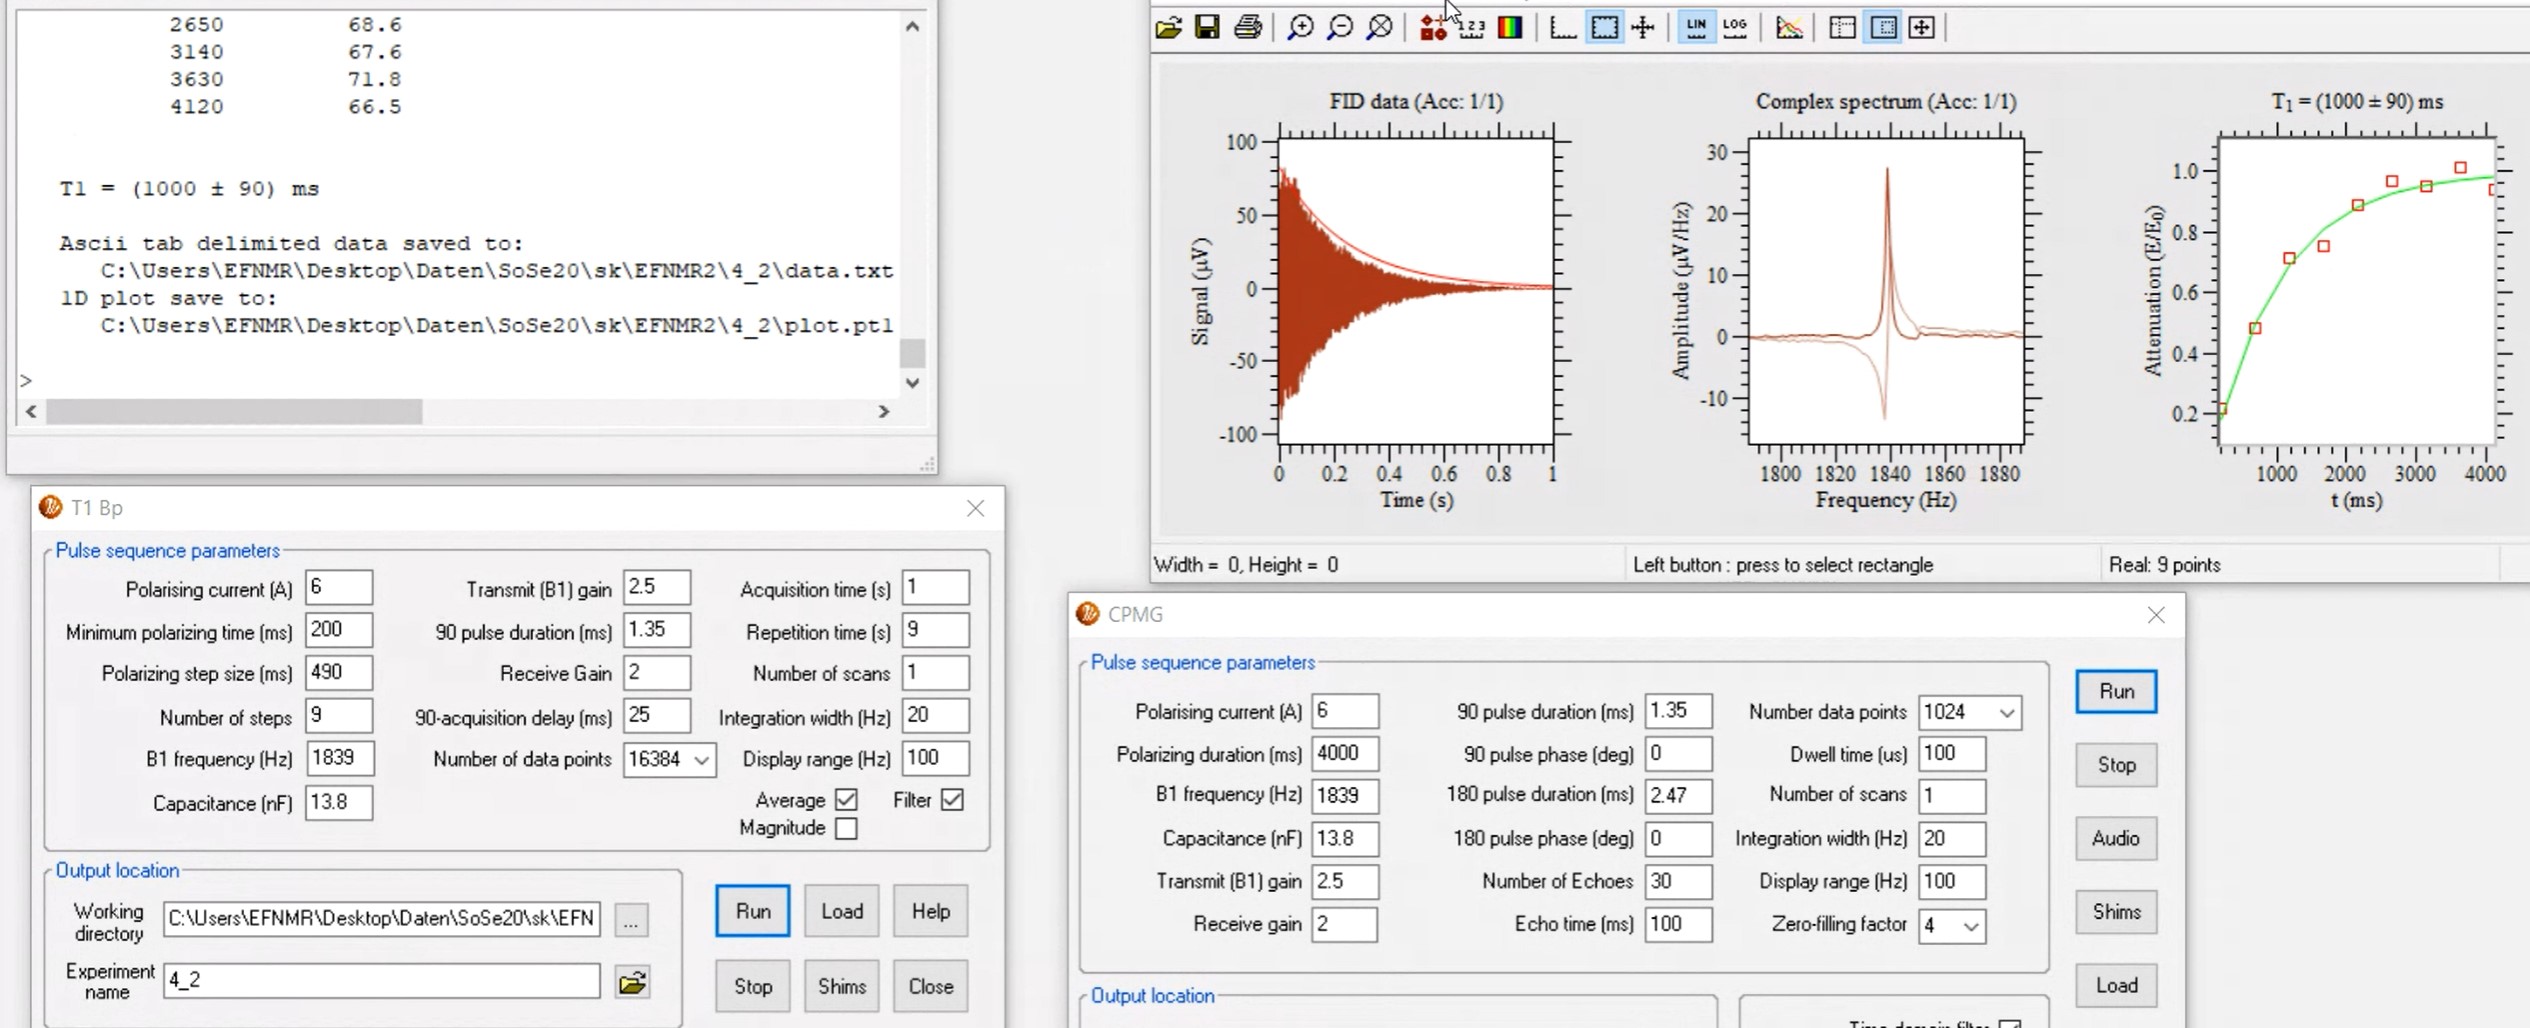 2650 68.6
3140 67.6
3630 71.8
4120 66.5
T1 = (1000 ± 90) ms
Ascii tab delimited data saved to:
C:\Users\EFNMR\Desktop\Daten\SoSe20\sk\EFNMR2\4_2\data.txt
1D plot save to:
C:\Users\EFNMR\Desktop\Daten\SoSe20\sk\EFNMR2\4_2\plot.pt1
>
1 2 3
LIN
LOG
FID data (Acc: 1/1)
100
50
0
-50
-100
Signal (µV)
0 0.2 0.4 0.6 0.8 1
Time (s)
Complex spectrum (Acc: 1/1)
30
20
10
0
-10
Amplitude (µV/Hz)
1800 1820 1840 1860 1880
Frequency (Hz)
T1 = (1000 ± 90) ms
1.0
0.8
0.6
0.4
0.2
Attenuation (E/E0)
1000 2000 3000 4000
t (ms)
Width = 0, Height = 0
Left button : press to select rectangle
Real: 9 points
T1 Bp
Pulse sequence parameters
Polarising current (A) 6 Transmit (B1) gain 2.5 Acquisition time (s) 1
Minimum polarizing time (ms) 200 90 pulse duration (ms) 1.35 Repetition time (s) 9
Polarizing step size (ms) 490 Receive Gain 2 Number of scans 1
Number of steps 9 90-acquisition delay (ms) 25 Integration width (Hz) 20
B1 frequency (Hz) 1839 Number of data points 16384 Display range (Hz) 100
Capacitance (nF) 13.8 Average Filter
Magnitude
Output location
Working directory C:\Users\EFNMR\Desktop\Daten\SoSe20\sk\EFN ...
Experiment name 4_2
Run Load Help
Stop Shims Close
CPMG
Pulse sequence parameters
Polarising current (A) 6 90 pulse duration (ms) 1.35 Number data points 1024
Polarizing duration (ms) 4000 90 pulse phase (deg) 0 Dwell time (us) 100
B1 frequency (Hz) 1839 180 pulse duration (ms) 2.47 Number of scans 1
Capacitance (nF) 13.8 180 pulse phase (deg) 0 Integration width (Hz) 20
Transmit (B1) gain 2.5 Number of Echoes 30 Display range (Hz) 100
Receive gain 2 Echo time (ms) 100 Zero-filling factor 4
Run
Stop
Audio
Shims
Load
Output location
Time domain filter